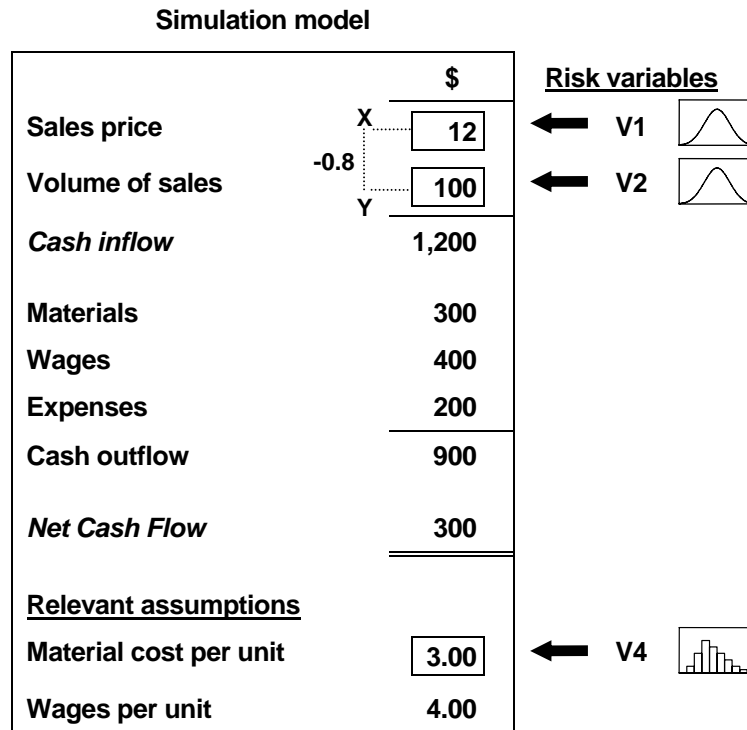 Simulation model
$ Risk variables
Sales price X 12 V1
-0.8
Volume of sales 100 V2
Y
Cash inflow 1,200
Materials 300
Wages 400
Expenses 200
Cash outflow 900
Net Cash Flow 300
Relevant assumptions
Material cost per unit 3.00 V4
Wages per unit 4.00